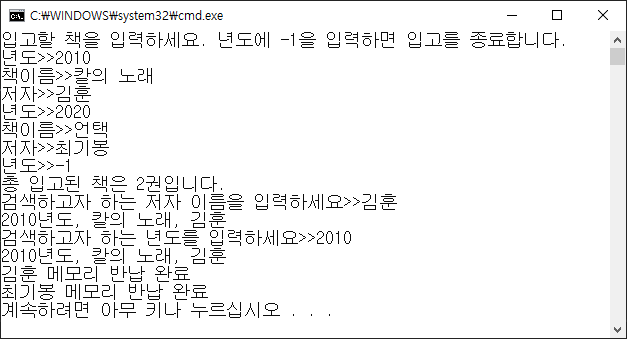 C:₩WINDOWS₩system32₩cmd.exe
입고할 책을 입력하세요. 년도에 -1을 입력하면 입고를 종료합니다.
년도>>2010
책이름>>칼의 노래
저자>>김훈
년도>>2020
책이름>>언택
저자>>최기봉
년도>>-1
총 입고된 책은 2권입니다.
검색하고자 하는 저자 이름을 입력하세요>>김훈
2010년도, 칼의 노래, 김훈
검색하고자 하는 년도를 입력하세요>>2010
2010년도, 칼의 노래, 김훈
김훈 메모리 반납 완료
최기봉 메모리 반납 완료
계속하려면 아무 키나 누르십시오 . . .